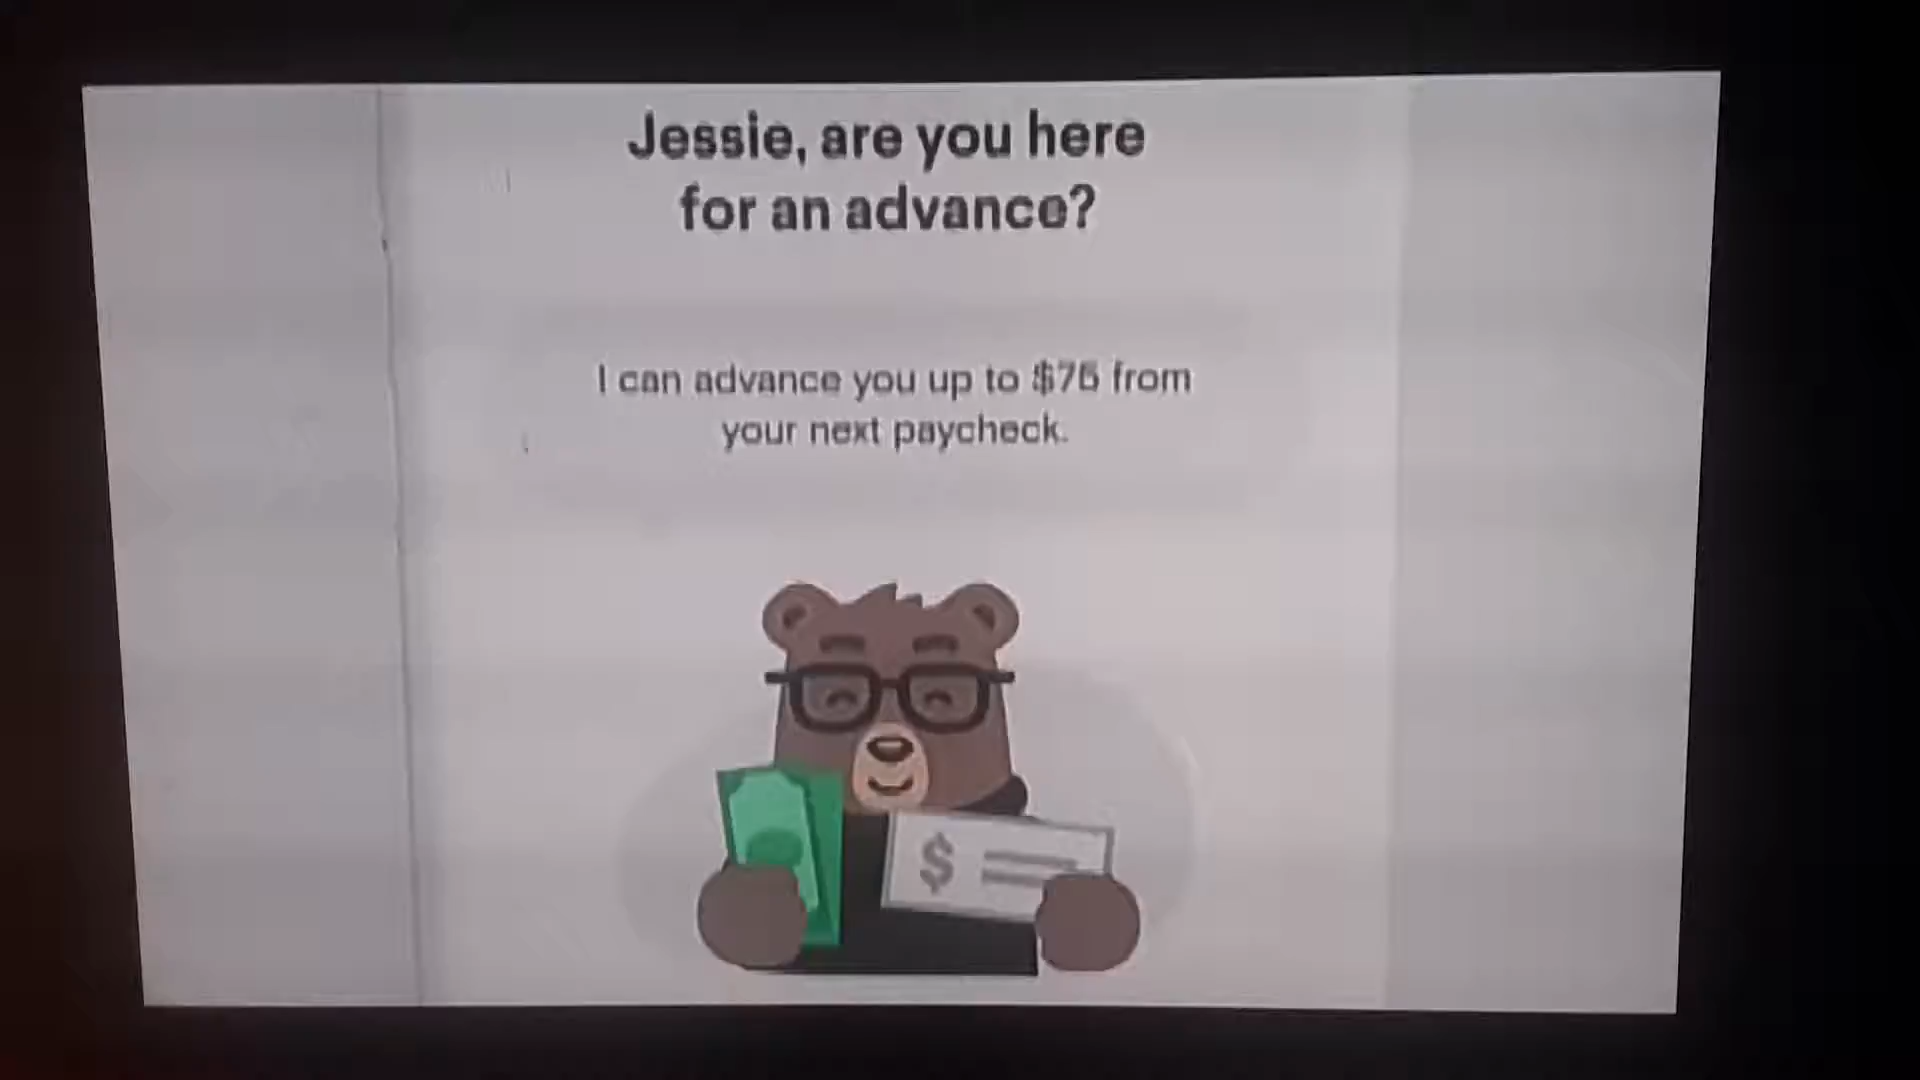 Jessie, are you here
for an advance?
I can advance you up to $75 from
your next paycheck.
$